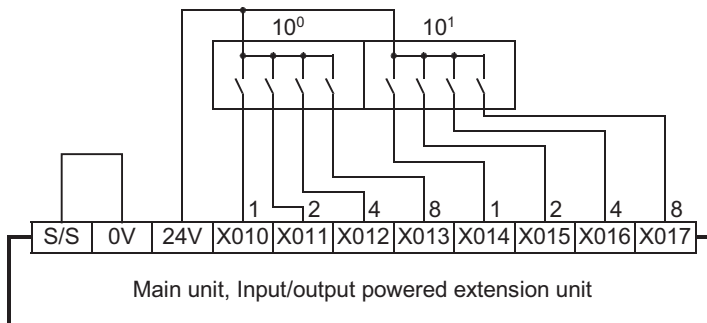 10⁰ 10¹
1 2 4 8 1 2 4 8
S/S 0V 24V X010 X011 X012 X013 X014 X015 X016 X017
Main unit, Input/output powered extension unit